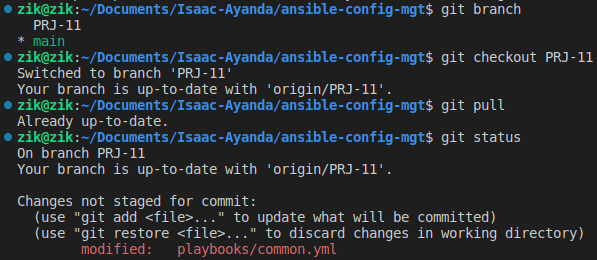 zik@zik:~/Documents/Isaac-Ayanda/ansible-config-mgt$ git branch
  PRJ-11
* main
zik@zik:~/Documents/Isaac-Ayanda/ansible-config-mgt$ git checkout PRJ-11
Switched to branch 'PRJ-11'
Your branch is up-to-date with 'origin/PRJ-11'.
zik@zik:~/Documents/Isaac-Ayanda/ansible-config-mgt$ git pull
Already up-to-date.
zik@zik:~/Documents/Isaac-Ayanda/ansible-config-mgt$ git status
On branch PRJ-11
Your branch is up-to-date with 'origin/PRJ-11'.

Changes not staged for commit:
  (use "git add <file>..." to update what will be committed)
  (use "git restore <file>..." to discard changes in working directory)
        modified:   playbooks/common.yml